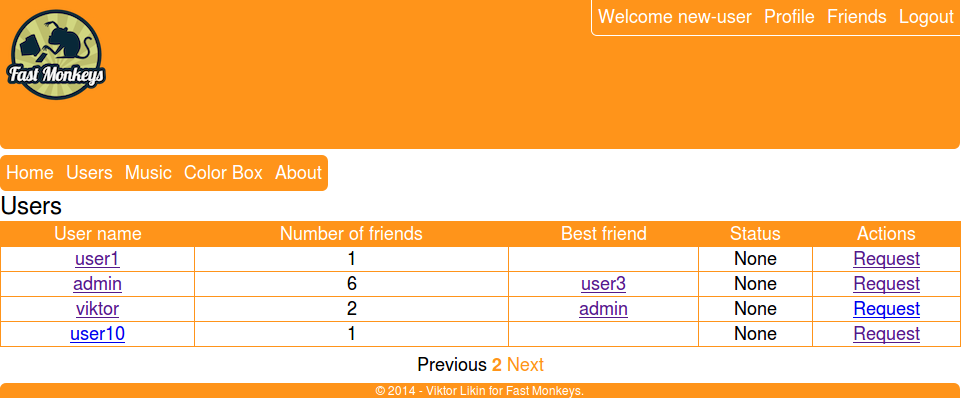 Welcome new-user Profile Friends Logout
Fast Monkeys
Home Users Music Color Box About
Users
User name Number of friends Best friend Status Actions
user1 1 None Request
admin 6 user3 None Request
viktor 2 admin None Request
user10 1 None Request
Previous 2 Next
© 2014 - Viktor Likin for Fast Monkeys.